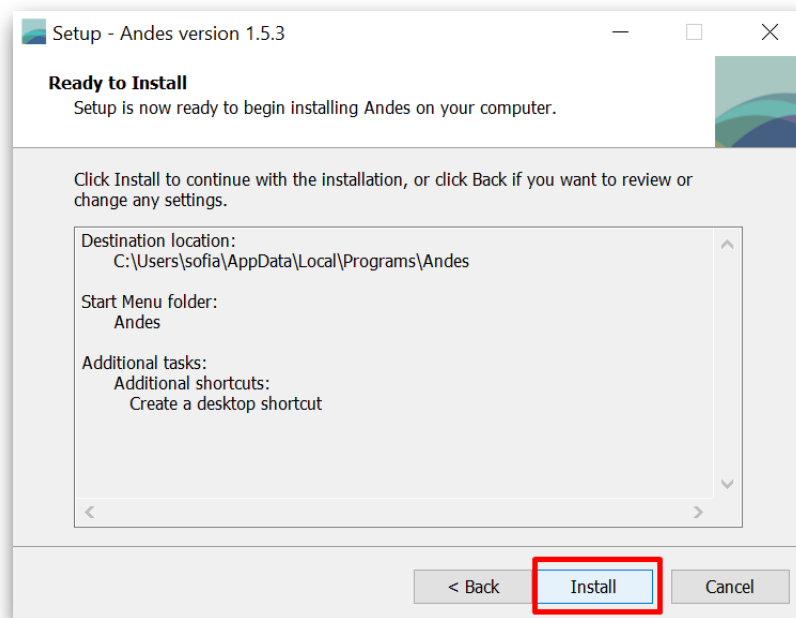 Setup - Andes version 1.5.3
Ready to Install
Setup is now ready to begin installing Andes on your computer.
Click Install to continue with the installation, or click Back if you want to review or
change any settings.
Destination location:
C:\Users\sofia\AppData\Local\Programs\Andes
Start Menu folder:
Andes
Additional tasks:
Additional shortcuts:
Create a desktop shortcut
< Back
Install
Cancel